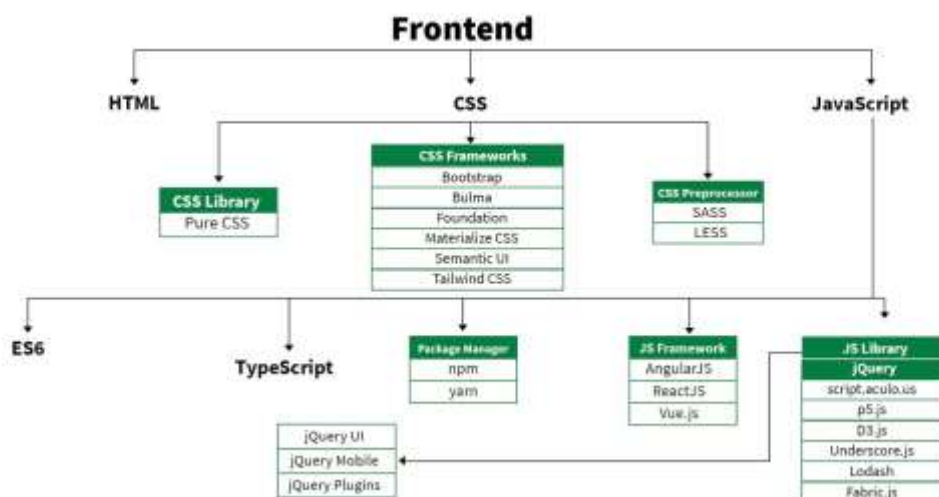 Frontend
HTML
CSS
JavaScript
CSS Library
Pure CSS
CSS Frameworks
Bootstrap
Bulma
Foundation
Materialize CSS
Semantic UI
Tailwind CSS
CSS Preprocessor
SASS
LESS
ES6
TypeScript
Package Manager
npm
yarn
JS Framework
AngularJS
ReactJS
Vue.js
JS Library
jQuery
script.aculo.us
p5.js
D3.js
Underscore.js
Lodash
Fabric.js
jQuery UI
jQuery Mobile
jQuery Plugins